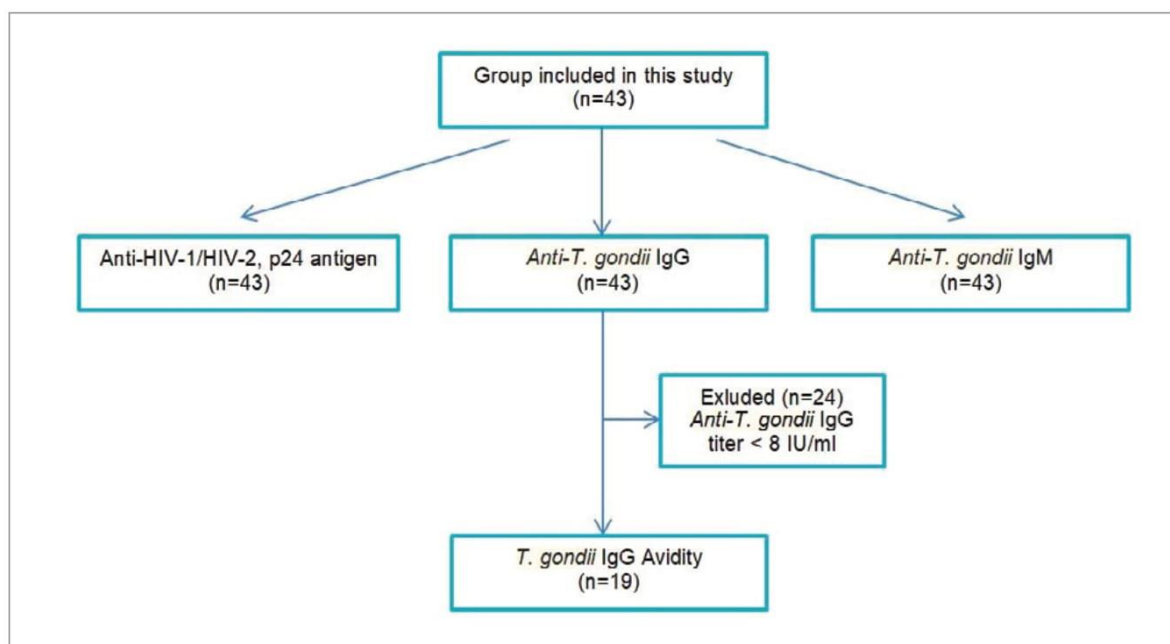 Group included in this study
(n=43)
Anti-HIV-1/HIV-2, p24 antigen
(n=43)
Anti-T. gondii IgG
(n=43)
Anti-T. gondii IgM
(n=43)
Exluded (n=24)
Anti-T. gondii IgG
titer < 8 IU/ml
T. gondii IgG Avidity
(n=19)